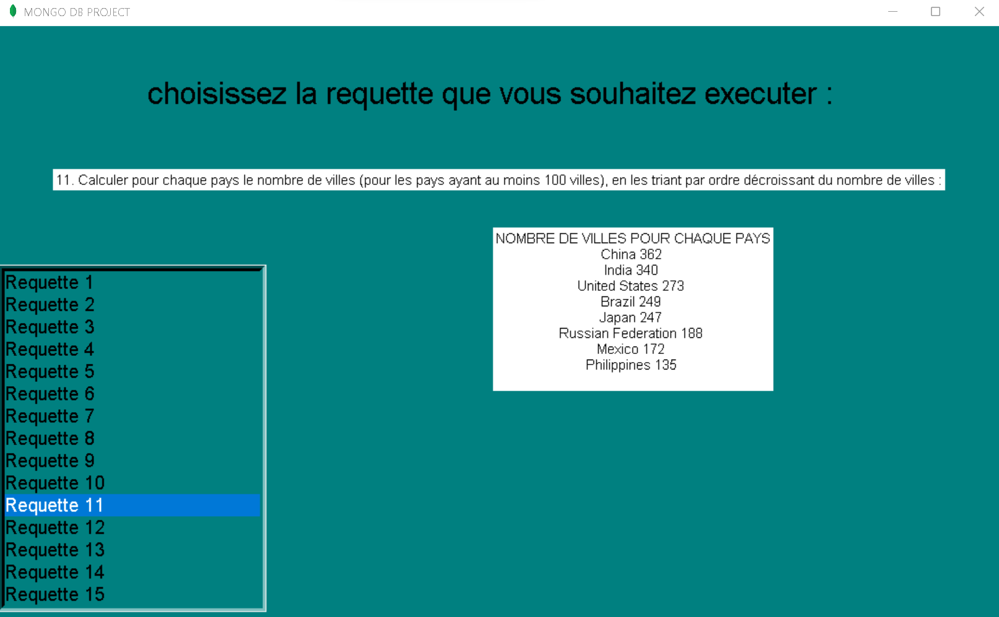 MONGO DB PROJECT
choisissez la requette que vous souhaitez executer :
11. Calculer pour chaque pays le nombre de villes (pour les pays ayant au moins 100 villes), en les triant par ordre décroissant du nombre de villes :
NOMBRE DE VILLES POUR CHAQUE PAYS
China 362
India 340
United States 273
Brazil 249
Japan 247
Russian Federation 188
Mexico 172
Philippines 135
Requette 1
Requette 2
Requette 3
Requette 4
Requette 5
Requette 6
Requette 7
Requette 8
Requette 9
Requette 10
Requette 11
Requette 12
Requette 13
Requette 14
Requette 15